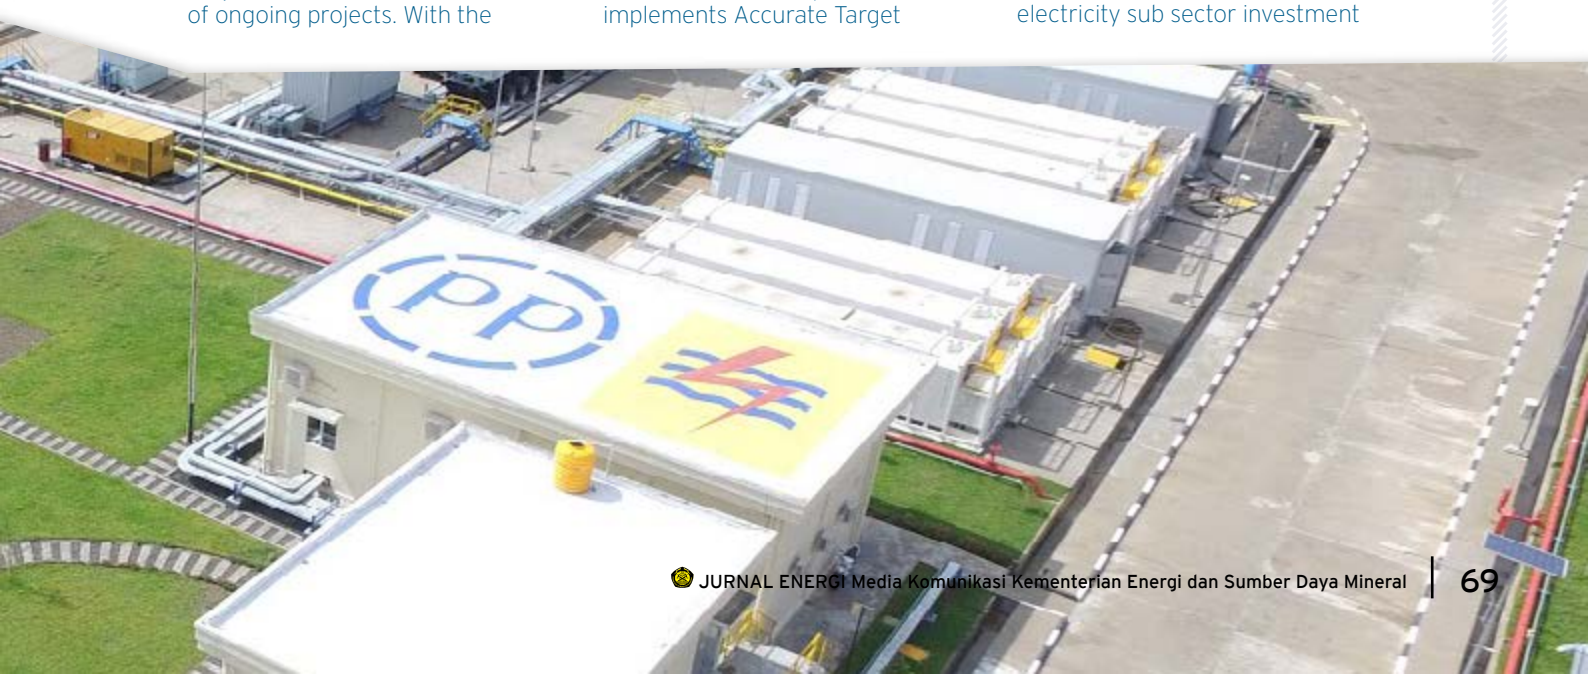 of ongoing projects. With the
implements Accurate Target
electricity sub sector investment
PP
JURNAL ENERGI Media Komunikasi Kementerian Energi dan Sumber Daya Mineral
69